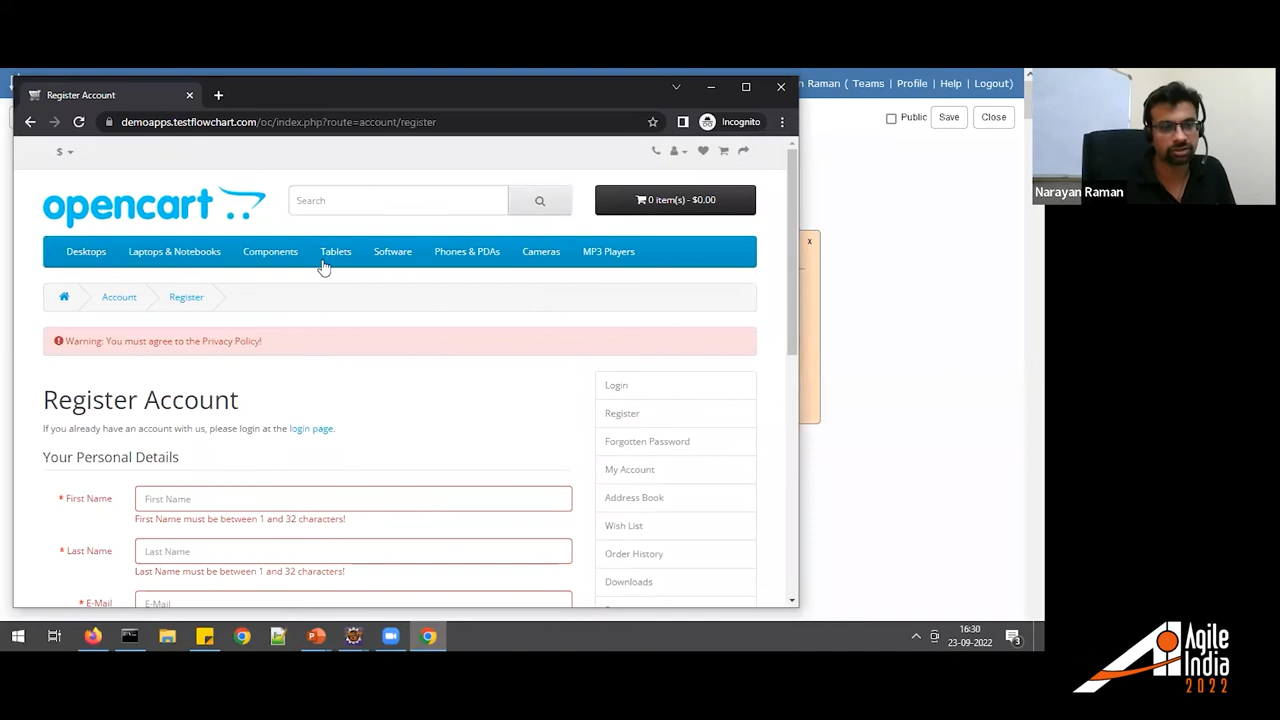 Register Account
n Raman ( Teams | Profile | Help | Logout)
demoapps.testflowchart.com/oc/index.php?route=account/register
Incognito
Public
Save
Close
$
opencart
Search
0 item(s) - $0.00
Narayan Raman
Desktops
Laptops & Notebooks
Components
Tablets
Software
Phones & PDAs
Cameras
MP3 Players
x
Account
Register
Warning: You must agree to the Privacy Policy!
Register Account
If you already have an account with us, please login at the login page.
Your Personal Details
* First Name
First Name
First Name must be between 1 and 32 characters!
* Last Name
Last Name
Last Name must be between 1 and 32 characters!
* E-Mail
E-Mail
Login
Register
Forgotten Password
My Account
Address Book
Wish List
Order History
Downloads
16:30
23-09-2022
3
Agile
India
2022